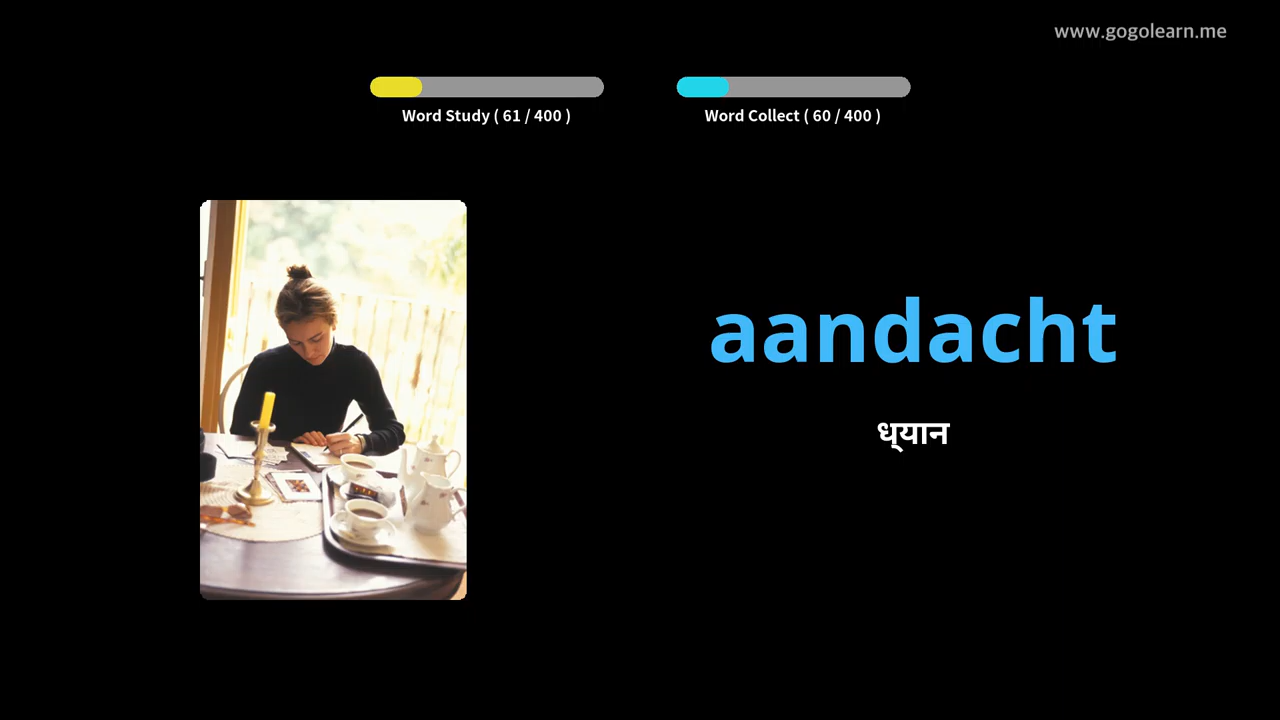 www.gogolearn.me
Word Study ( 61 / 400 )
Word Collect ( 60 / 400 )
aandacht
ध्यान